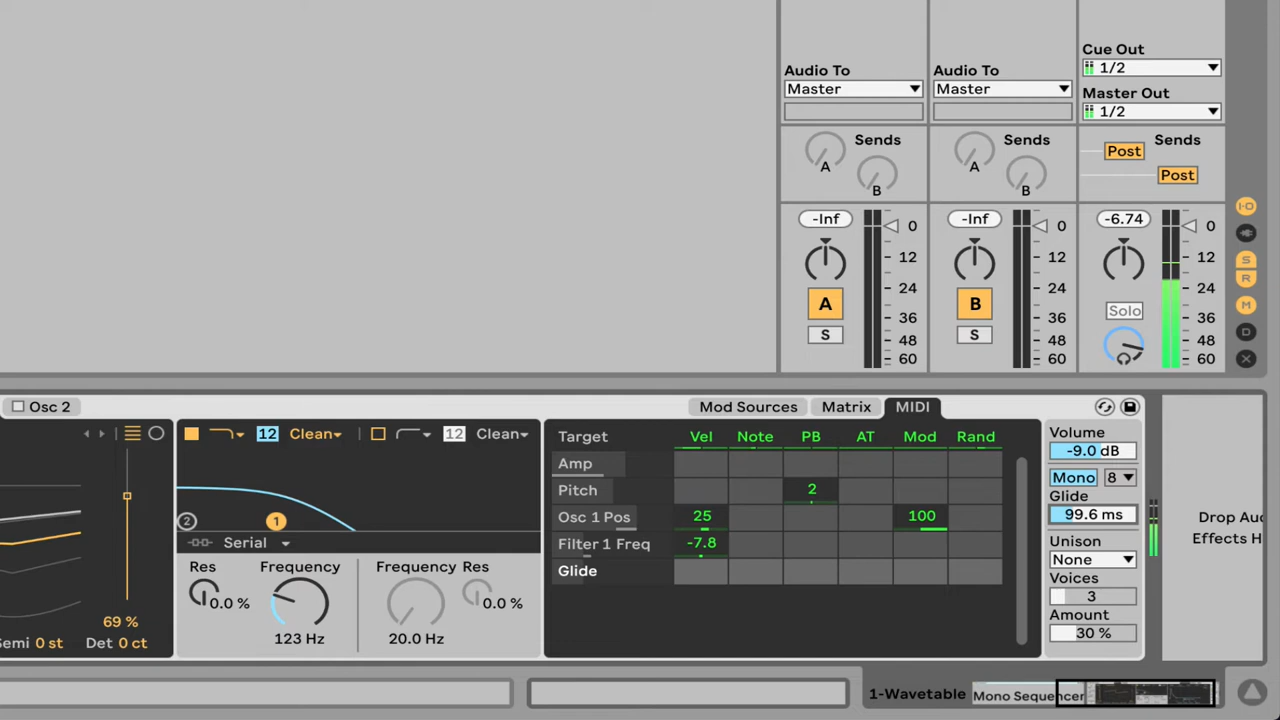 Cue Out
1/2
Audio To Audio To
Master Master
Master Out
1/2
Sends Sends Sends
A A Post
B B Post
-Inf -Inf -6.74
0 0 0
12 12 12
24 24 24
A B Solo
36 36 36
S S
48 48 48
60 60 60
I·O
S
R
M
D
X
Osc 2
69 %
Semi 0 st Det 0 ct
12 Clean 12 Clean
2 1
Serial
Res Frequency Frequency Res
0.0 % 0.0 %
123 Hz 20.0 Hz
Mod Sources Matrix MIDI
Target Vel Note PB AT Mod Rand
Amp
Pitch 2
Osc 1 Pos 25 100
Filter 1 Freq -7.8
Glide
Volume
-9.0 dB
Mono 8
Glide
99.6 ms
Unison
None
Voices
3
Amount
30 %
Drop Au
Effects H
1-Wavetable Mono Sequencer